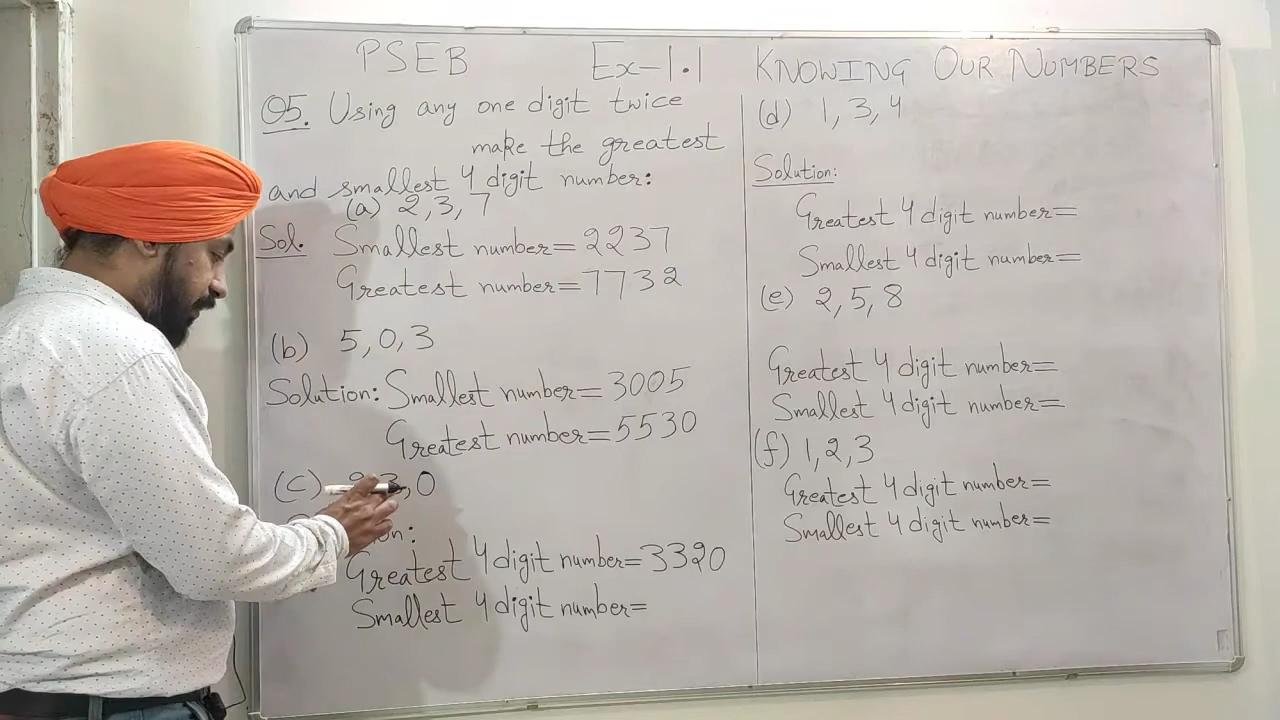 PSEB Ex-1.1 KNOWING OUR NUMBERS
Q5. Using any one digit twice
make the greatest
and smallest 4 digit number:
(a) 2, 3, 7
Sol. Smallest number = 2237
Greatest number = 7732
(b) 5, 0, 3
Solution: Smallest number = 3005
Greatest number = 5530
(c) 2, 3, 0
Greatest 4 digit number = 3320
Smallest 4 digit number =
(d) 1, 3, 4
Solution:
Greatest 4 digit number =
Smallest 4 digit number =
(e) 2, 5, 8
Greatest 4 digit number =
Smallest 4 digit number =
(f) 1, 2, 3
Greatest 4 digit number =
Smallest 4 digit number =